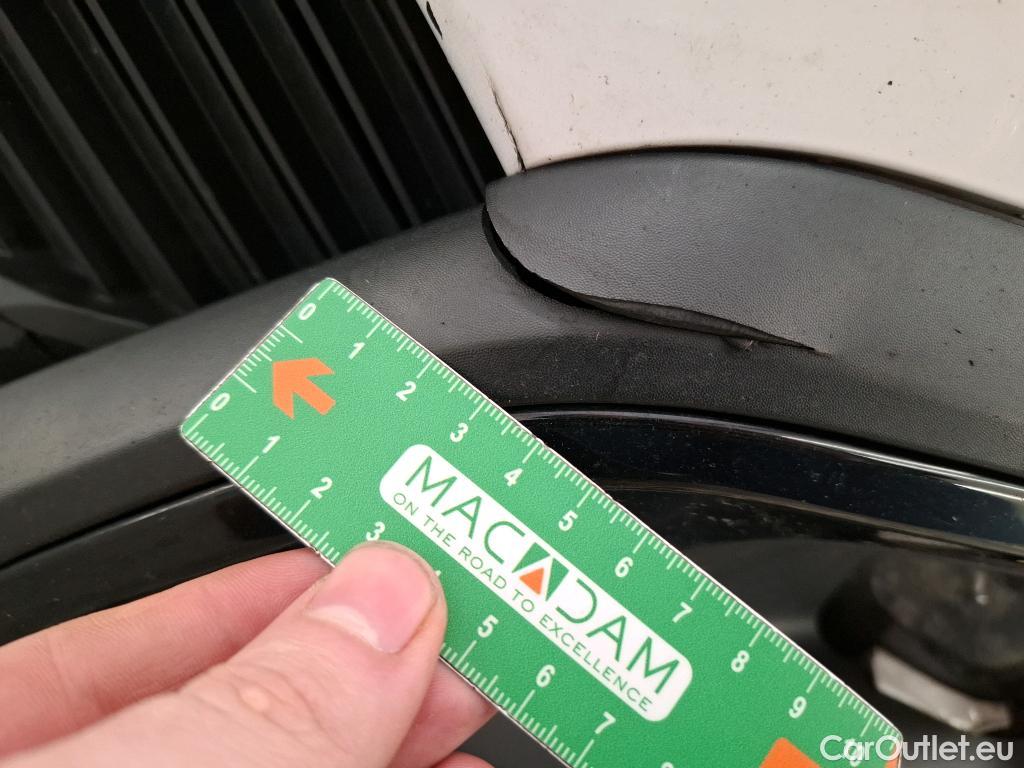 0 1 2 3 4 5 6 7 8 9
MACADAM
ON THE ROAD TO EXCELLENCE
0 1 2 3 5 6 7
CarOutlet.eu